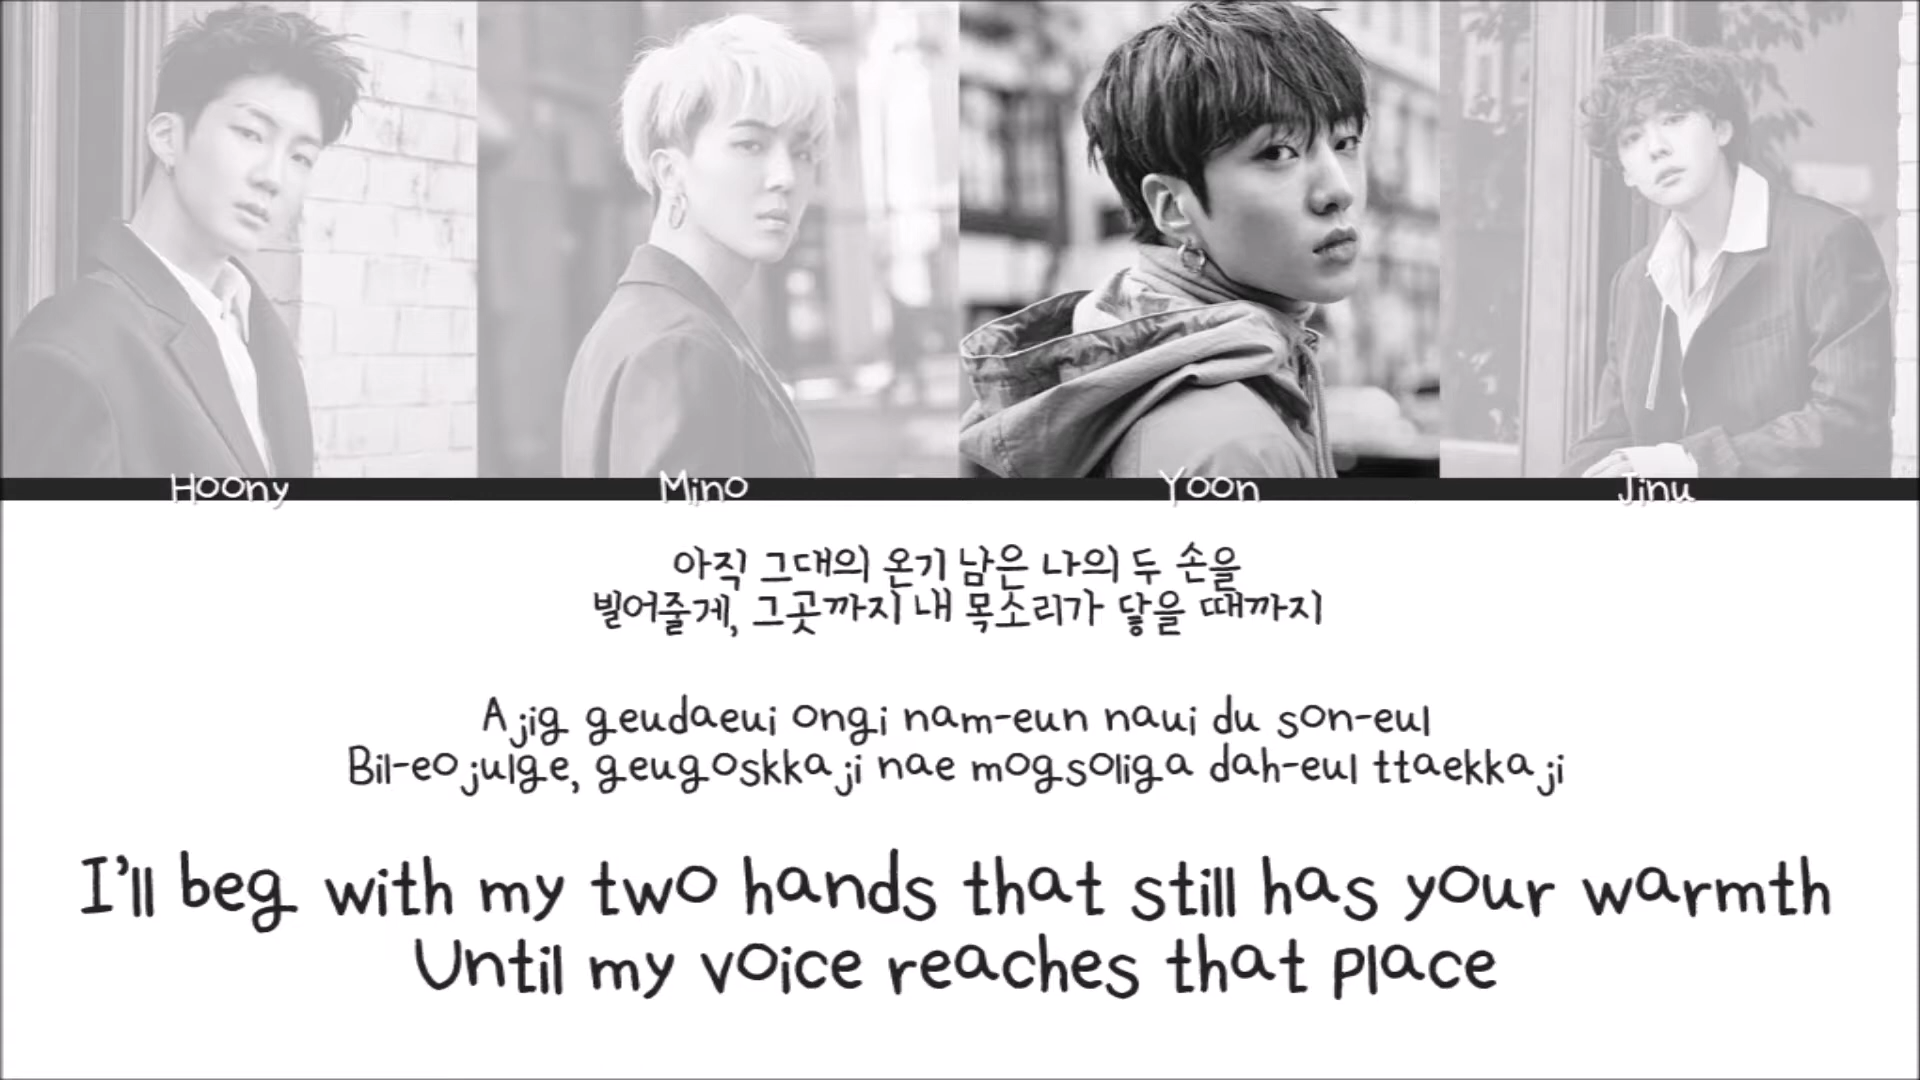 Hoony
Mino
Yoon
Jinu
아직 그대의 온기 남은 나의 두 손을
빌어줄게, 그곳까지 내 목소리가 닿을 때까지
Ajig geudaeui ongi nam-eun naui du son-eul
Bil-eojulge, geugoskkaji nae mogsoliga dah-eul ttaekkaji
I'll beg with my two hands that still has your warmth
Until my voice reaches that place